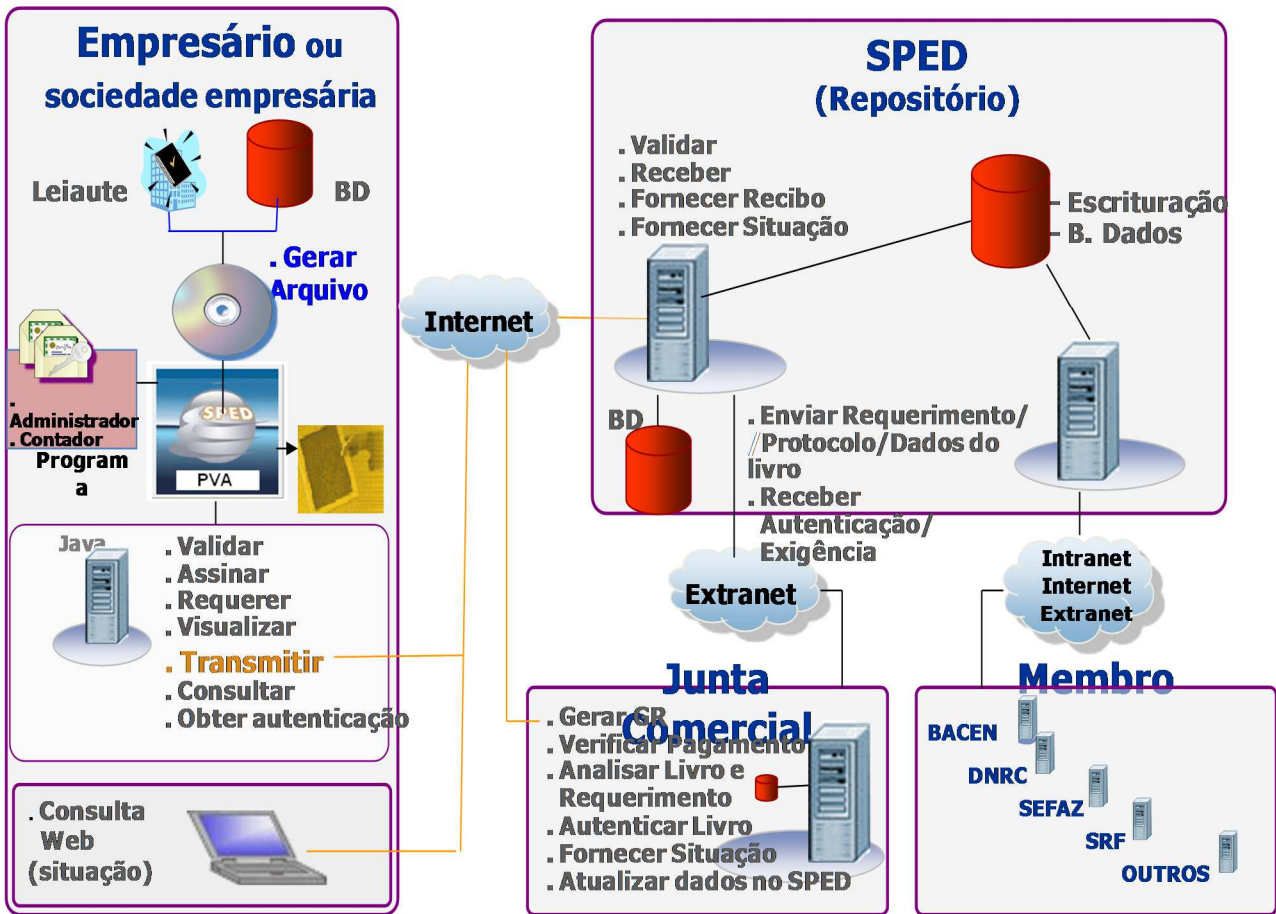 Empresário ou
sociedade empresária
Leiaute
BD
. Gerar
Arquivo
.
Administrador
. Contador
Program
a
SPED
PVA
Java
. Validar
. Assinar
. Requerer
. Visualizar
. Transmitir
. Consultar
. Obter autenticação
. Consulta
Web
(situação)
Internet
SPED
(Repositório)
. Validar
. Receber
. Fornecer Recibo
. Fornecer Situação
- Escrituração
- B. Dados
BD
. Enviar Requerimento/
/Protocolo/Dados do
livro
. Receber
Autenticação/
Exigência
Extranet
Intranet
Internet
Extranet
Junta
Comercial
. Gerar GR
. Verificar Pagamento
. Analisar Livro e
Requerimento
. Autenticar Livro
. Fornecer Situação
. Atualizar dados no SPED
Membro
BACEN
DNRC
SEFAZ
SRF
OUTROS